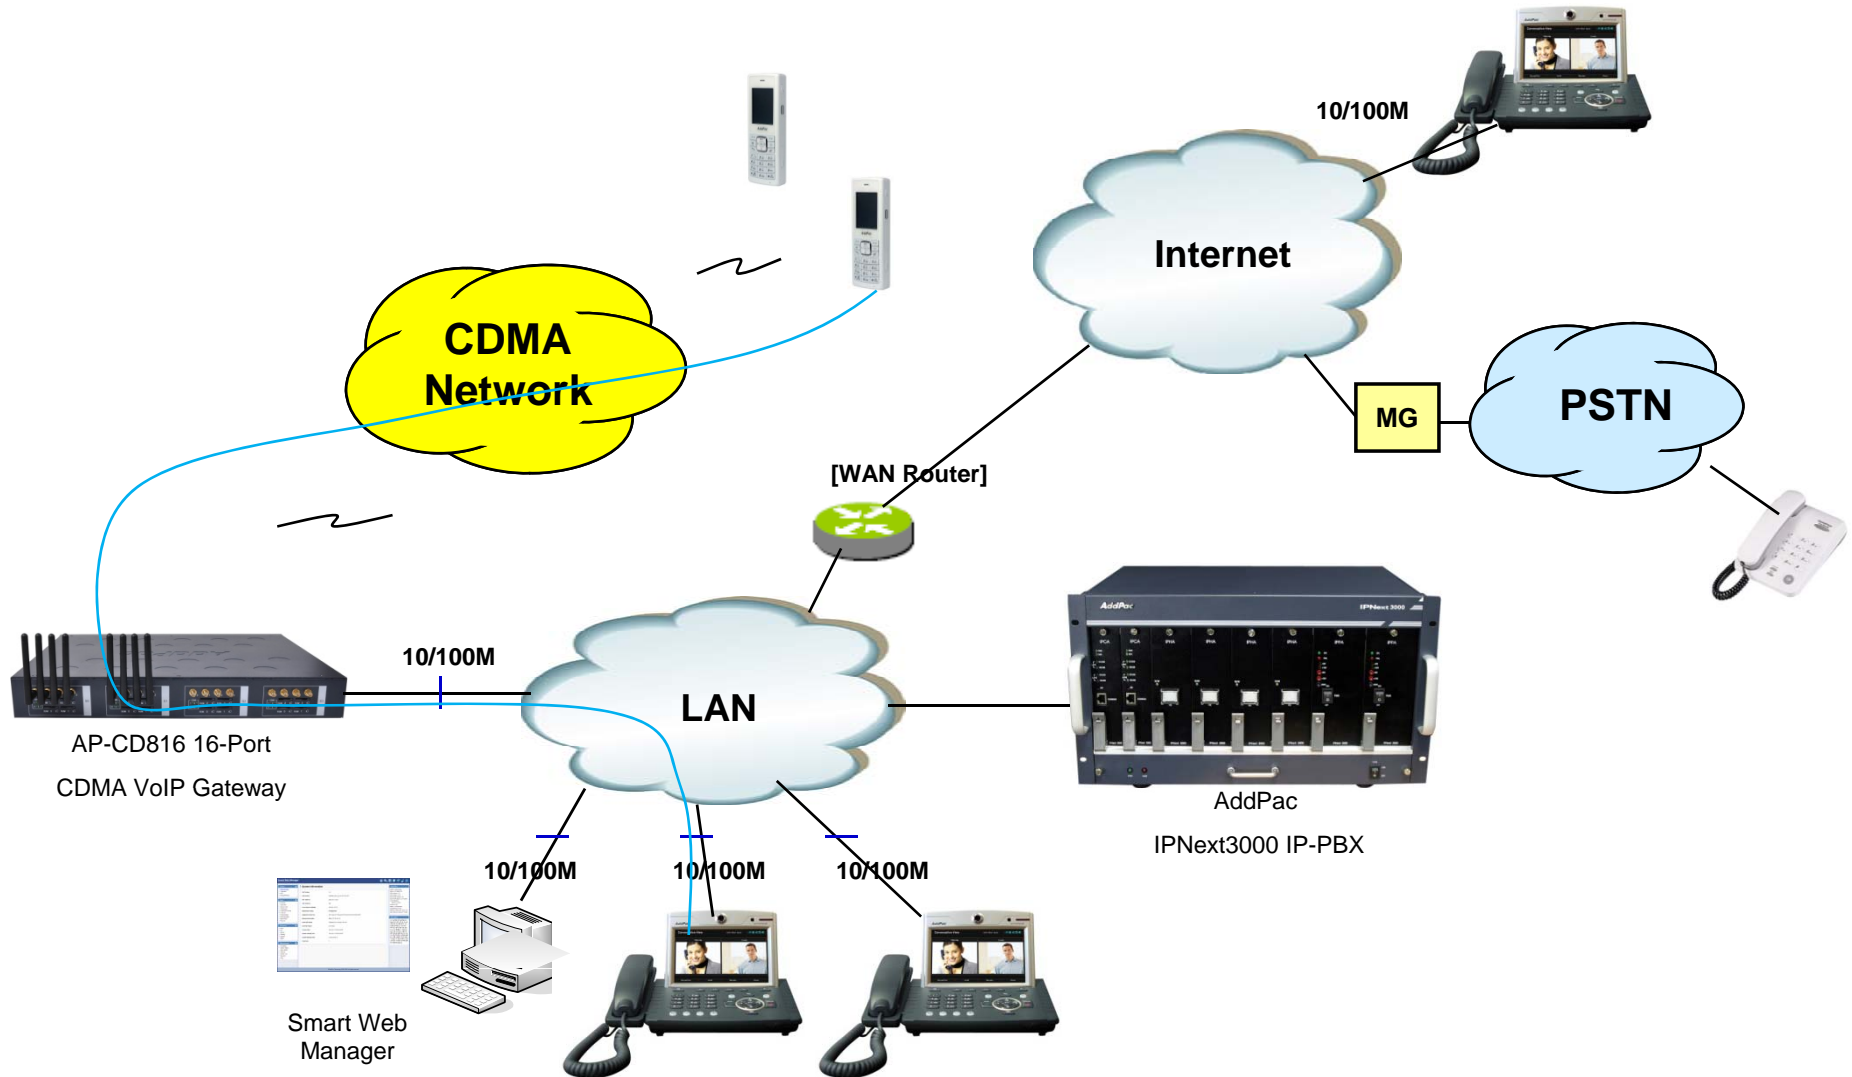 10/100M
Internet
CDMA
Network
MG
PSTN
[WAN Router]
AddPac
IPNext 3000
10/100M
LAN
AP-CD816 16-Port
CDMA VoIP Gateway
AddPac
IPNext3000 IP-PBX
10/100M
10/100M
10/100M
Smart Web
Manager